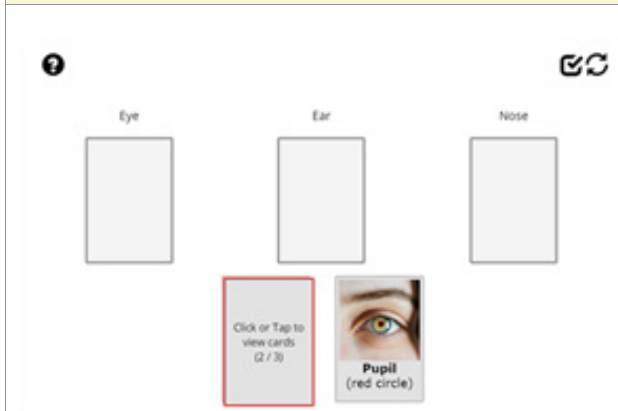 ?
Eye
Ear
Nose
Click or Tap to
view cards
(2 / 3)
Pupil
(red circle)